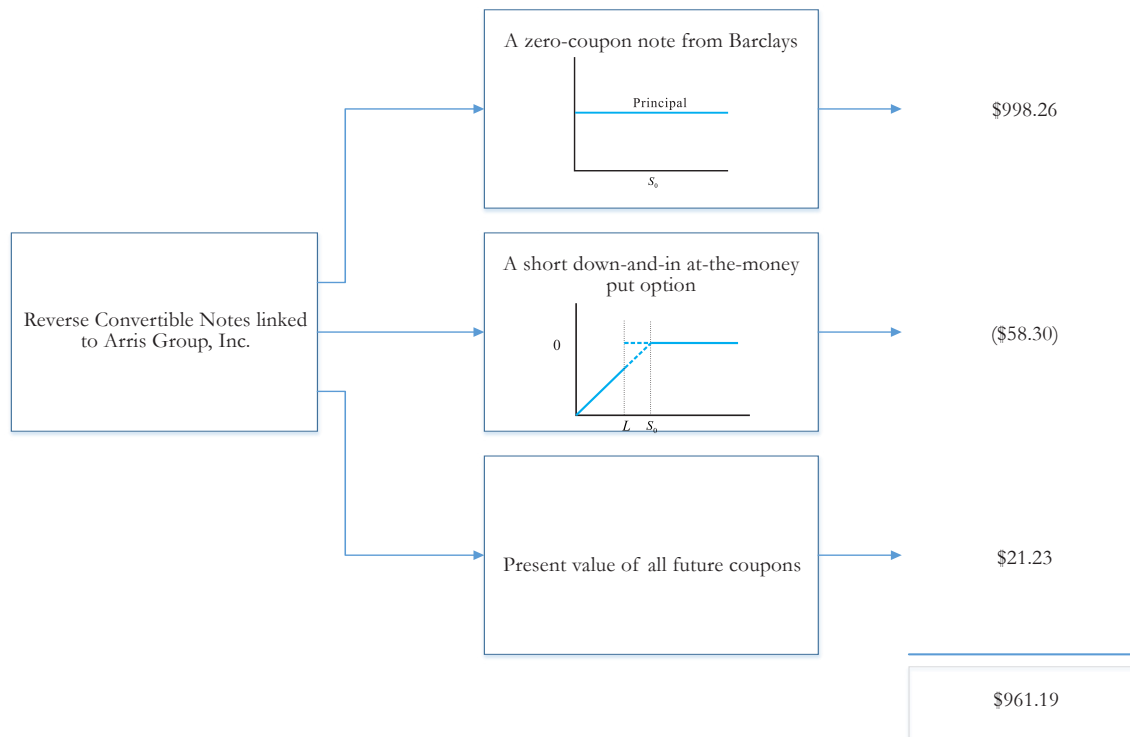 A zero-coupon note from Barclays
Principal
S₀
$998.26
Reverse Convertible Notes linked
to Arris Group, Inc.
A short down-and-in at-the-money
put option
0
L S₀
($58.30)
Present value of all future coupons
$21.23
$961.19